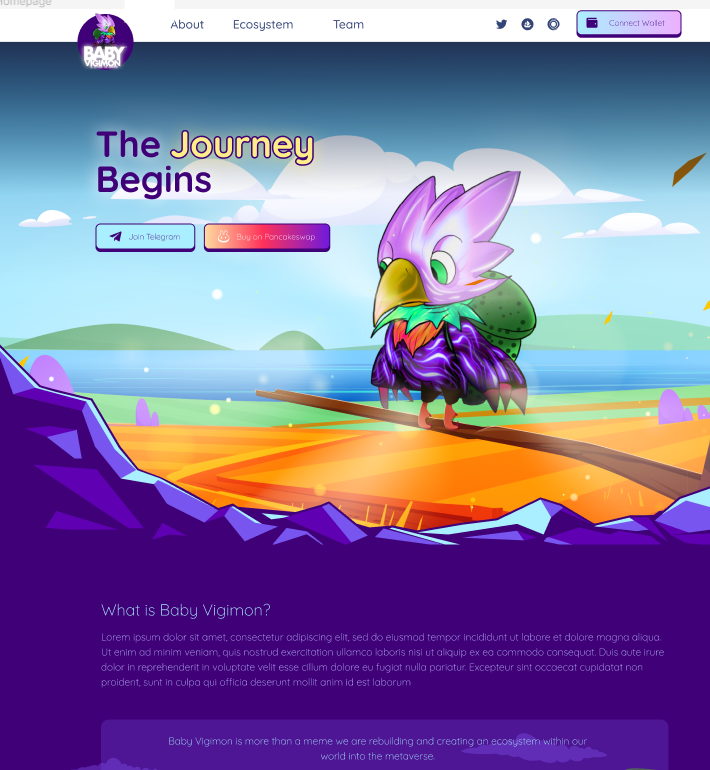 Homepage
About Ecosystem Team Connect Wallet
BABY
VIGIMON
The Journey
Begins
Join Telegram Buy on Pancakeswap
What is Baby Vigimon?
Lorem ipsum dolor sit amet, consectetur adipiscing elit, sed do eiusmod tempor incididunt ut labore et dolore magna aliqua.
Ut enim ad minim veniam, quis nostrud exercitation ullamco laboris nisi ut aliquip ex ea commodo consequat. Duis aute irure
dolor in reprehenderit in voluptate velit esse cillum dolore eu fugiat nulla pariatur. Excepteur sint occaecat cupidatat non
proident, sunt in culpa qui officia deserunt mollit anim id est laborum
Baby Vigimon is more than a meme we are rebuilding and creating an ecosystem within our
world into the metaverse.